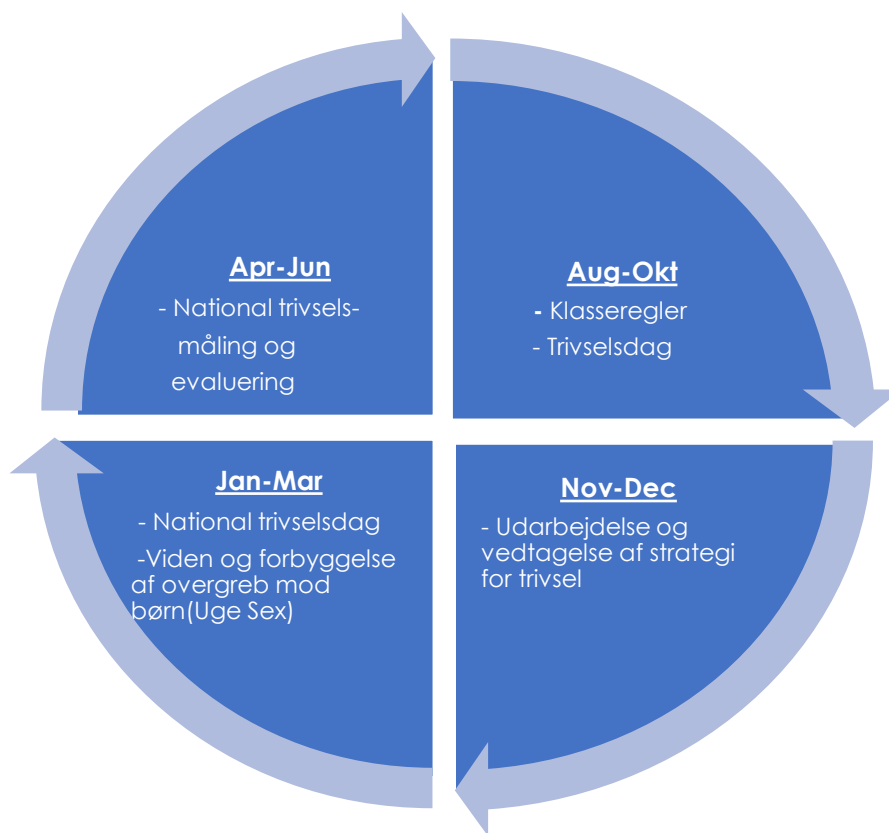 Apr-Jun
- National trivsels-
måling og
evaluering
Aug-Okt
- Klasseregler
- Trivselsdag
Jan-Mar
- National trivselsdag
-Viden og forbyggelse
af overgreb mod
børn(Uge Sex)
Nov-Dec
- Udarbejdelse og
vedtagelse af strategi
for trivsel